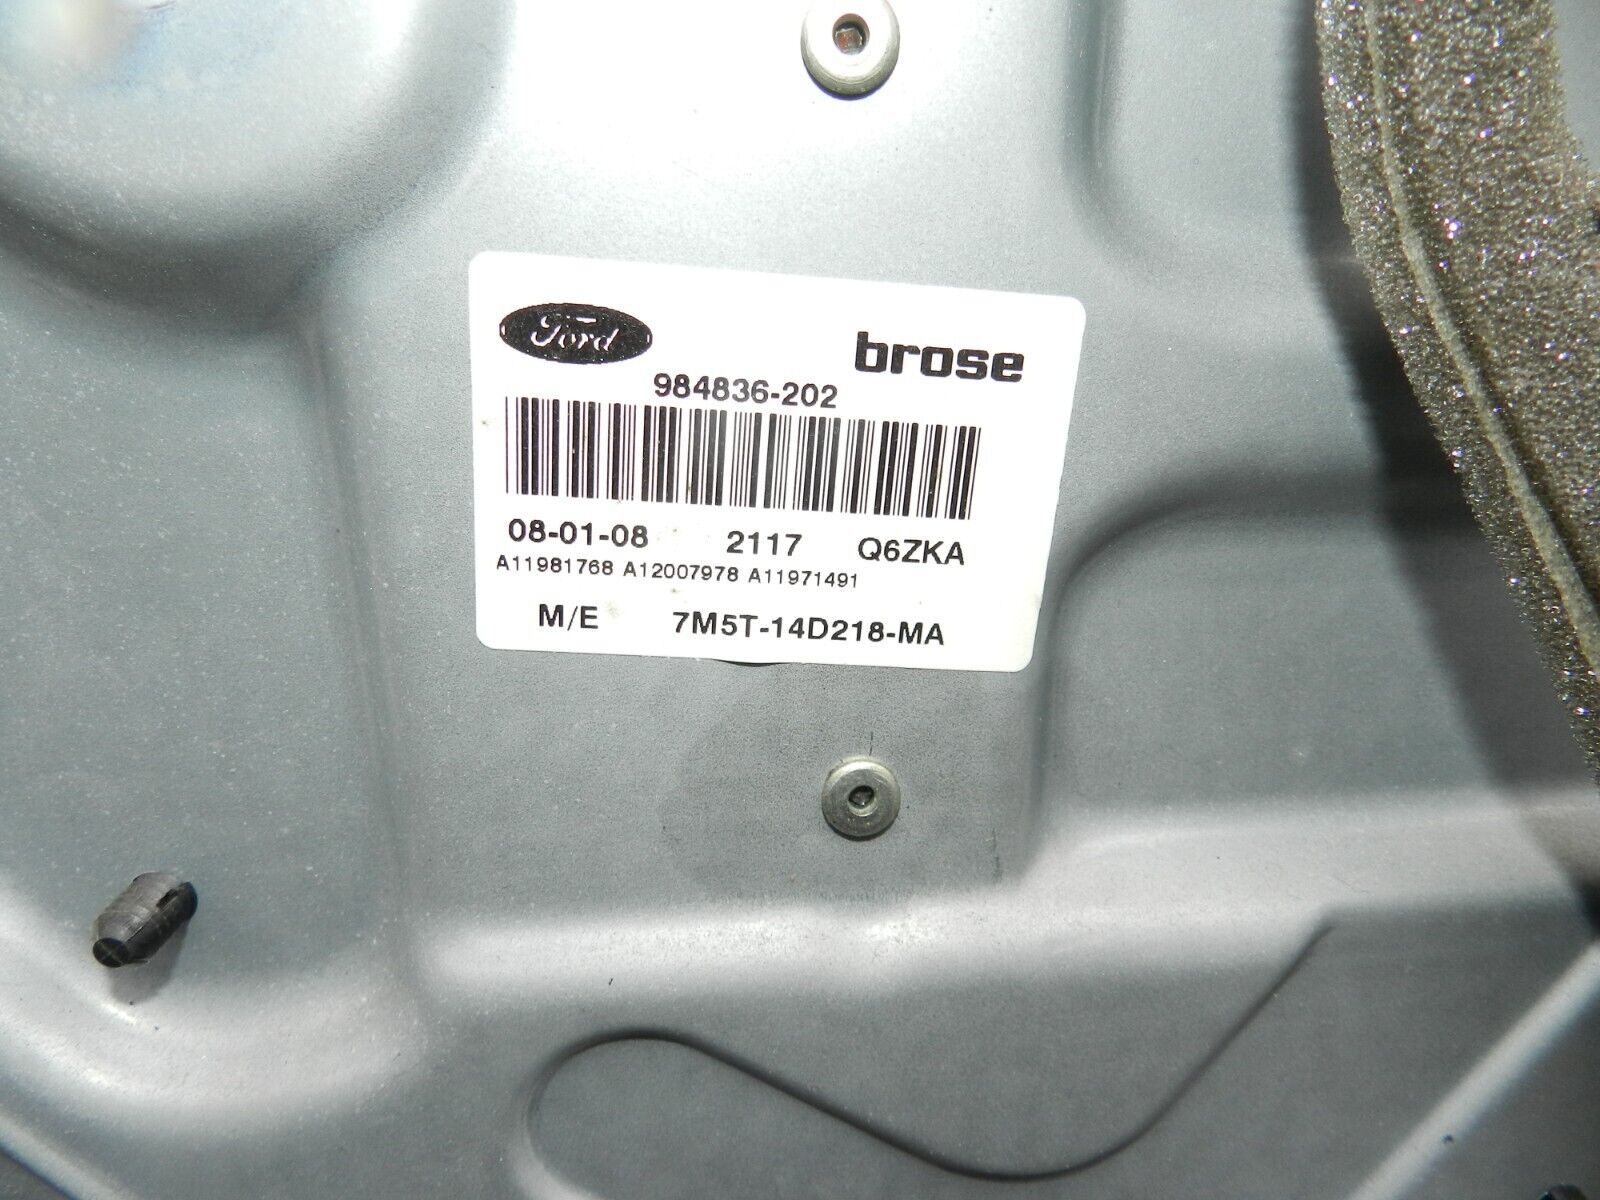 Ford brose
984836-202
08-01-08 2117 Q6ZKA
A11981768 A12007978 A11971491
M/E 7M5T-14D218-MA